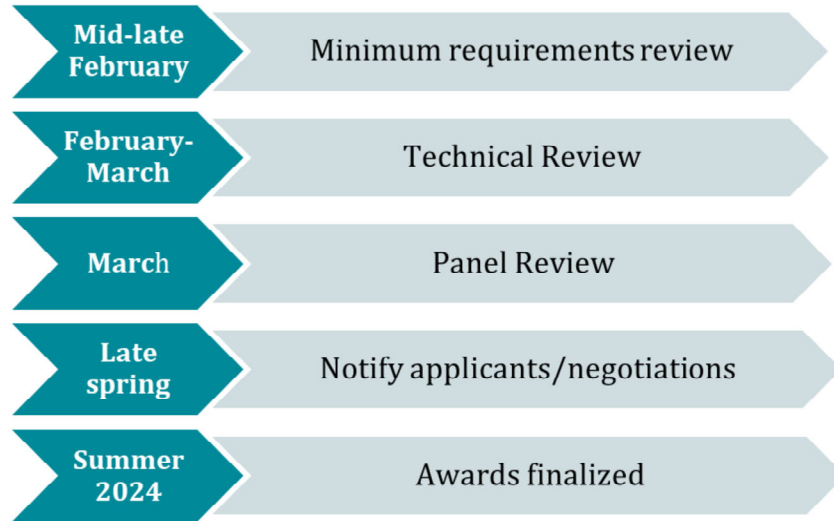 Mid-late
February
Minimum requirements review
February-
March
Technical Review
March
Panel Review
Late
spring
Notify applicants/negotiations
Summer
2024
Awards finalized